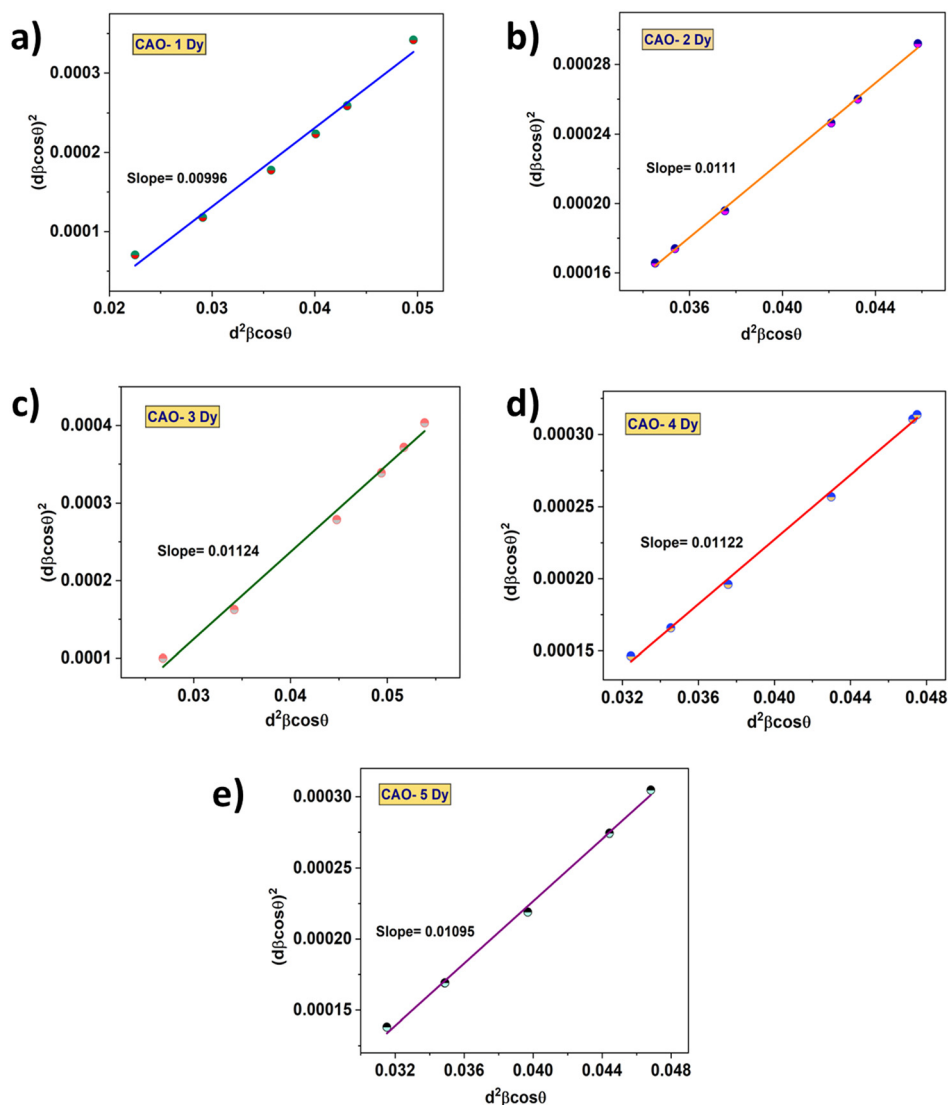 a)
CAO- 1 Dy
(dβcosθ)²
0.0003
0.0002
0.0001
Slope= 0.00996
0.02 0.03 0.04 0.05
d²βcosθ
b)
CAO- 2 Dy
(dβcosθ)²
0.00028
0.00024
0.00020
0.00016
Slope= 0.0111
0.036 0.040 0.044
d²βcosθ
c)
CAO- 3 Dy
(dβcosθ)²
0.0004
0.0003
0.0002
0.0001
Slope= 0.01124
0.03 0.04 0.05
d²βcosθ
d)
CAO- 4 Dy
(dβcosθ)²
0.00030
0.00025
0.00020
0.00015
Slope= 0.01122
0.032 0.036 0.040 0.044 0.048
d²βcosθ
e)
CAO- 5 Dy
(dβcosθ)²
0.00030
0.00025
0.00020
0.00015
Slope= 0.01095
0.032 0.036 0.040 0.044 0.048
d²βcosθ